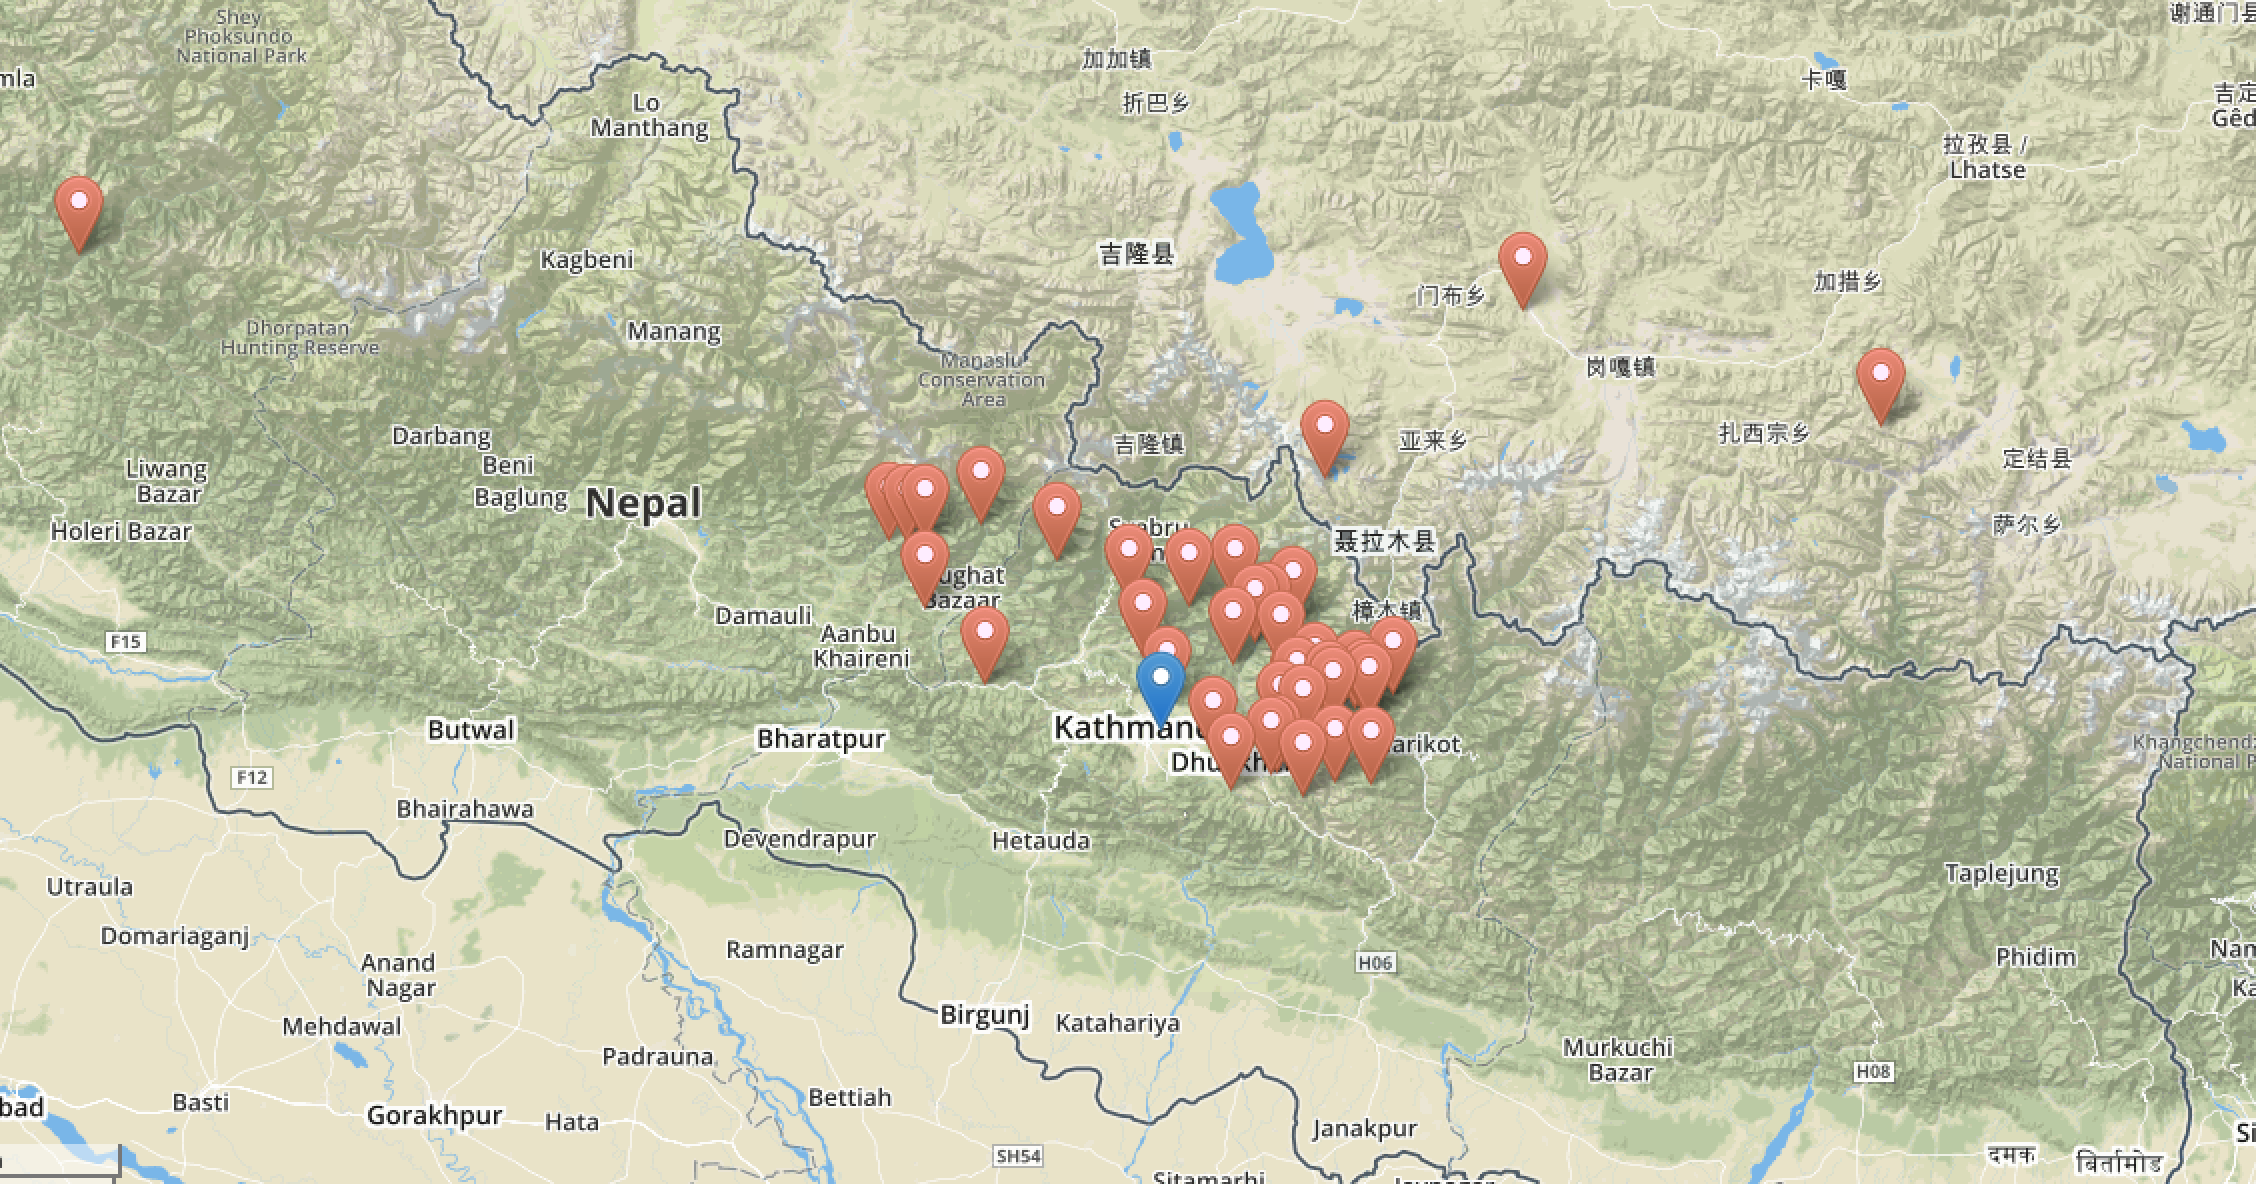 Shey
Phoksundo
National Park
mla
Lo
Manthang
加加镇
折巴乡
卡嘎
谢通门县
吉定
Gêd
拉孜县 /
Lhatse
Kagbeni
吉隆县
门布乡
加措乡
Dhorpatan
Hunting Reserve
Manang
Manaslu
Conservation
Area
岗嘎镇
Darbang
吉隆镇
亚来乡
扎西宗乡
定结县
Liwang
Bazar
Beni
Baglung
Nepal
Holeri Bazar
萨尔乡
聂拉木县
ughat
Bazaar
Damauli
樟木镇
F15
Aanbu
Khaireni
Butwal
Bharatpur
Kathman
Dhu
arikot
Khangchend
National P
F12
Bhairahawa
Devendrapur
Hetauda
Utraula
Taplejung
Domariaganj
Ramnagar
Anand
Nagar
H06
Phidim
Nam
Ka
Mehdawal
Birgunj
Katahariya
Padrauna
Murkuchi
Bazar
H08
bad
Basti
Gorakhpur
Hata
Bettiah
Janakpur
Si
SH54
दमक
बिर्तामोड
Sitamarhi